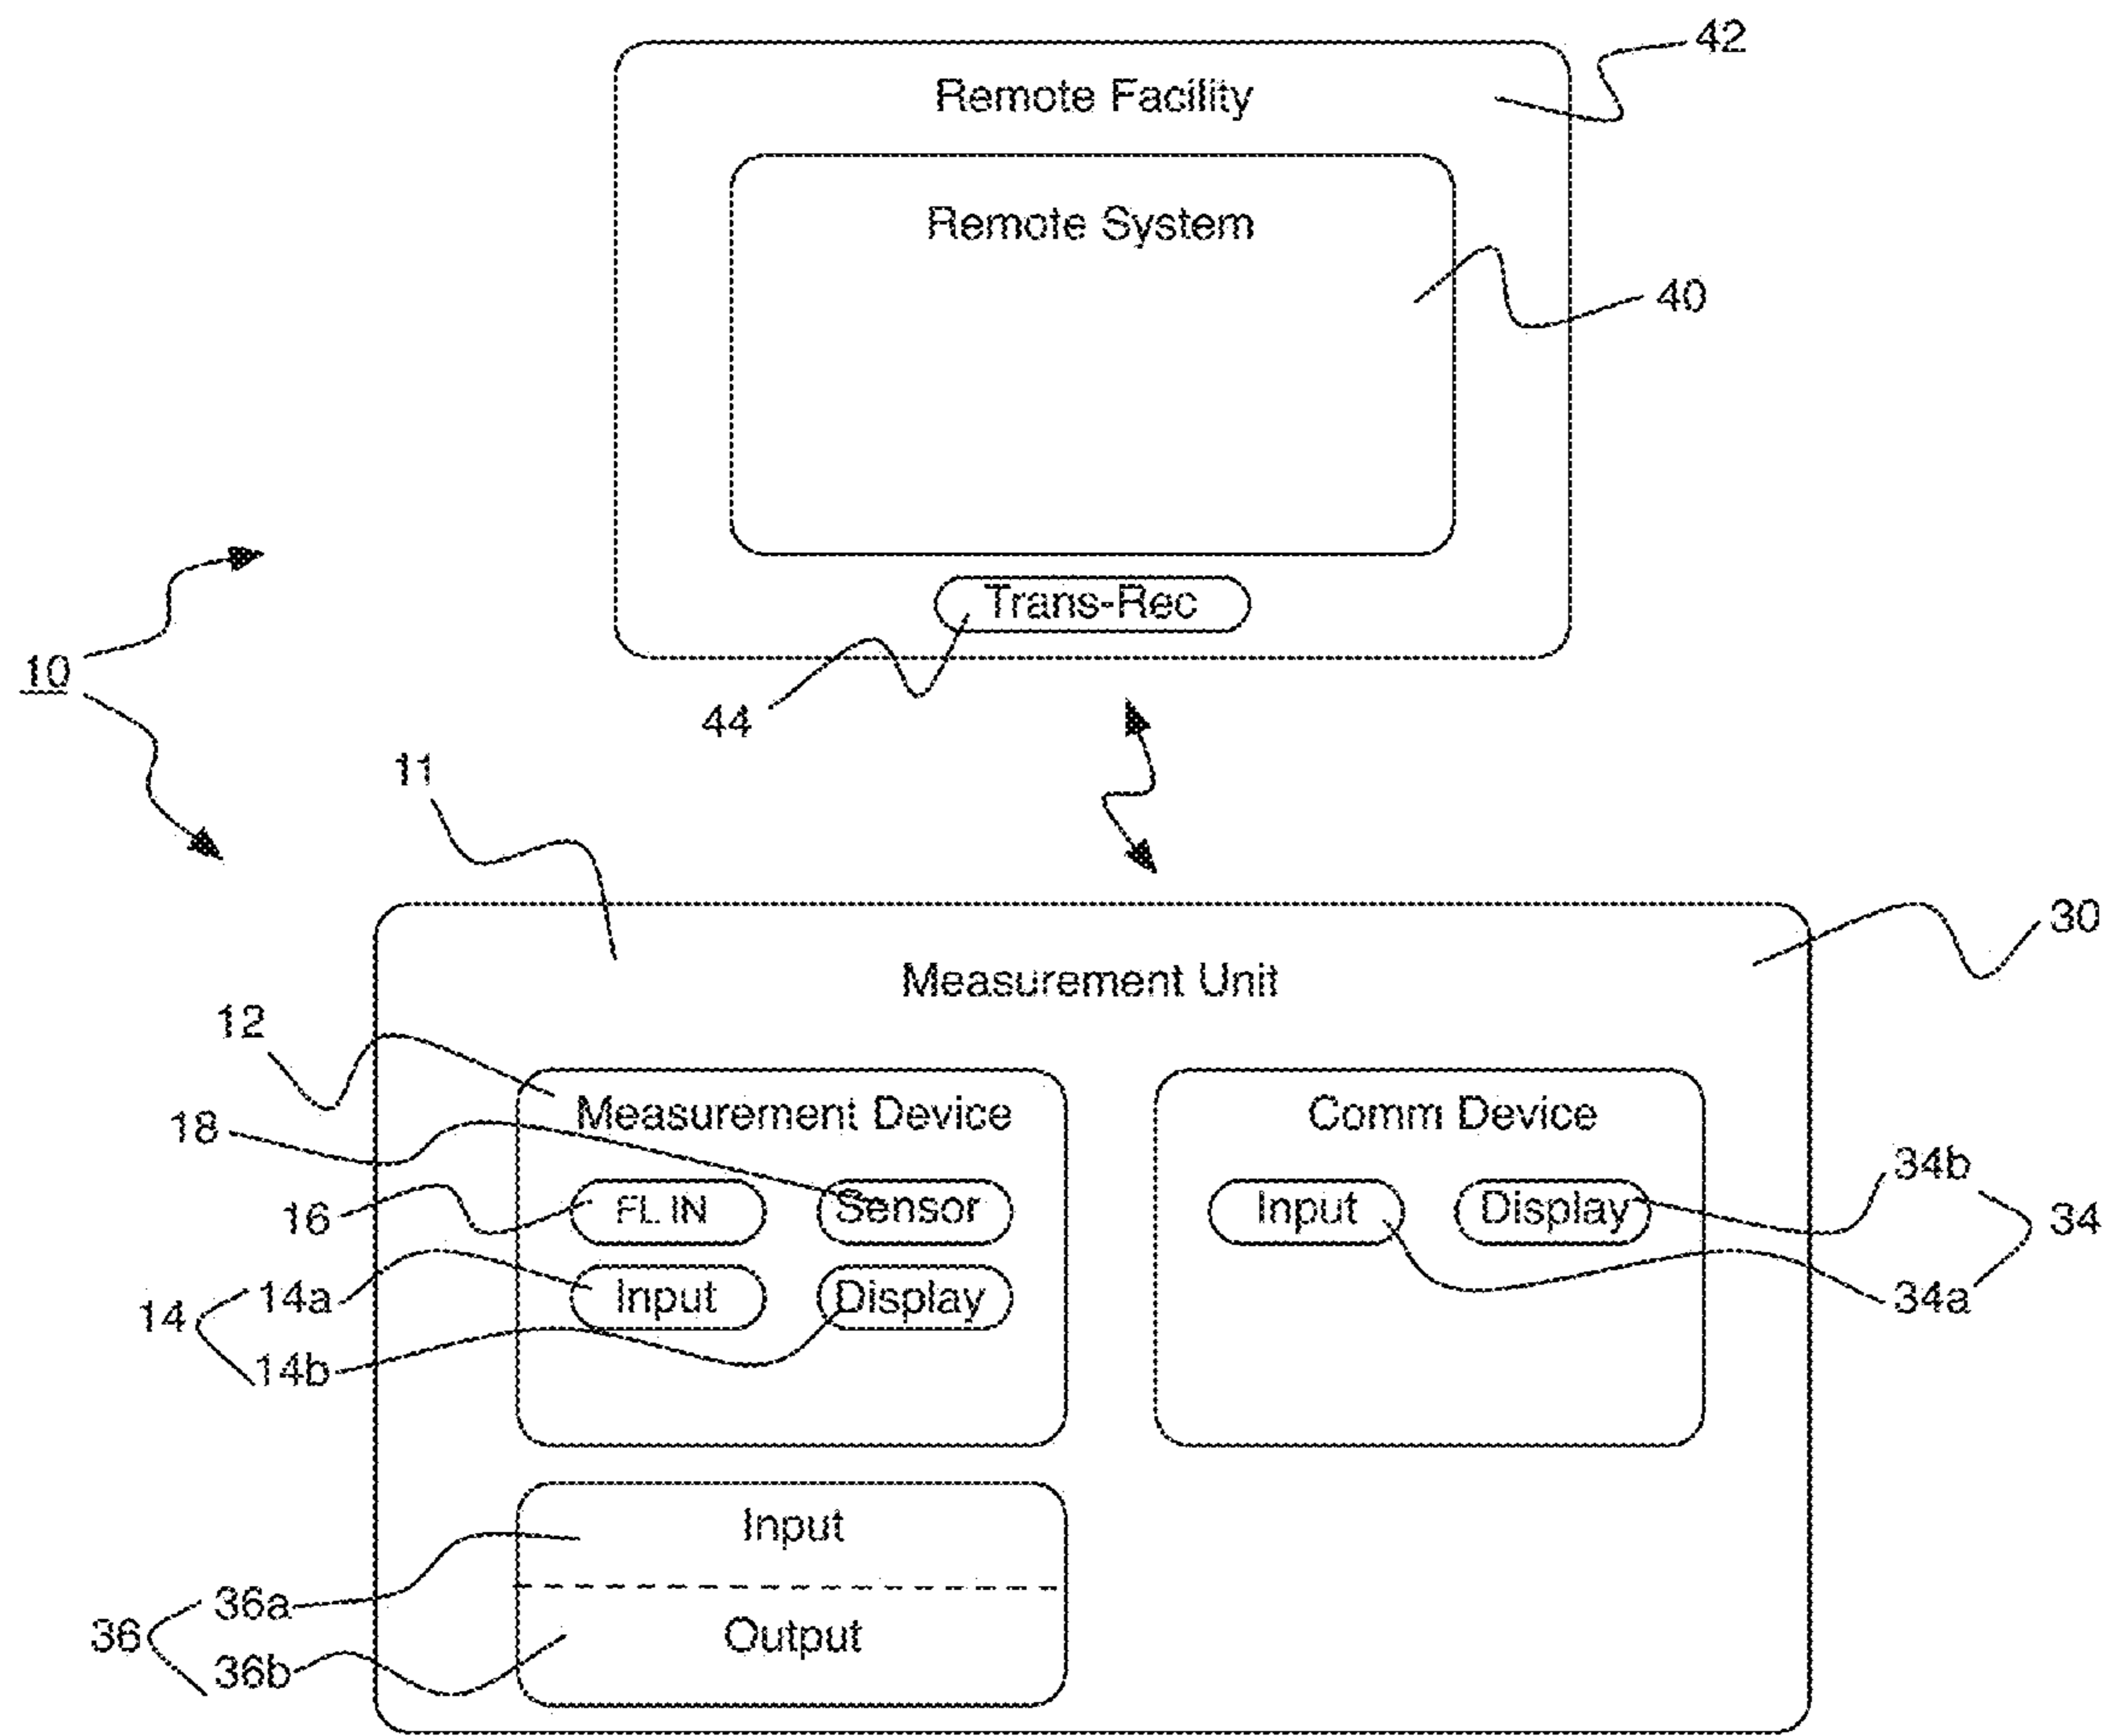 42
Remote Facility
Remote System
40
Trans-Rec
10
44
11
30
Measurement Unit
12
Measurement Device
Comm Device
18
34b
16
FL IN
Sensor
Input
Display
34
14
14a
Input
Display
34a
14b
Input
36a
36
Output
36b